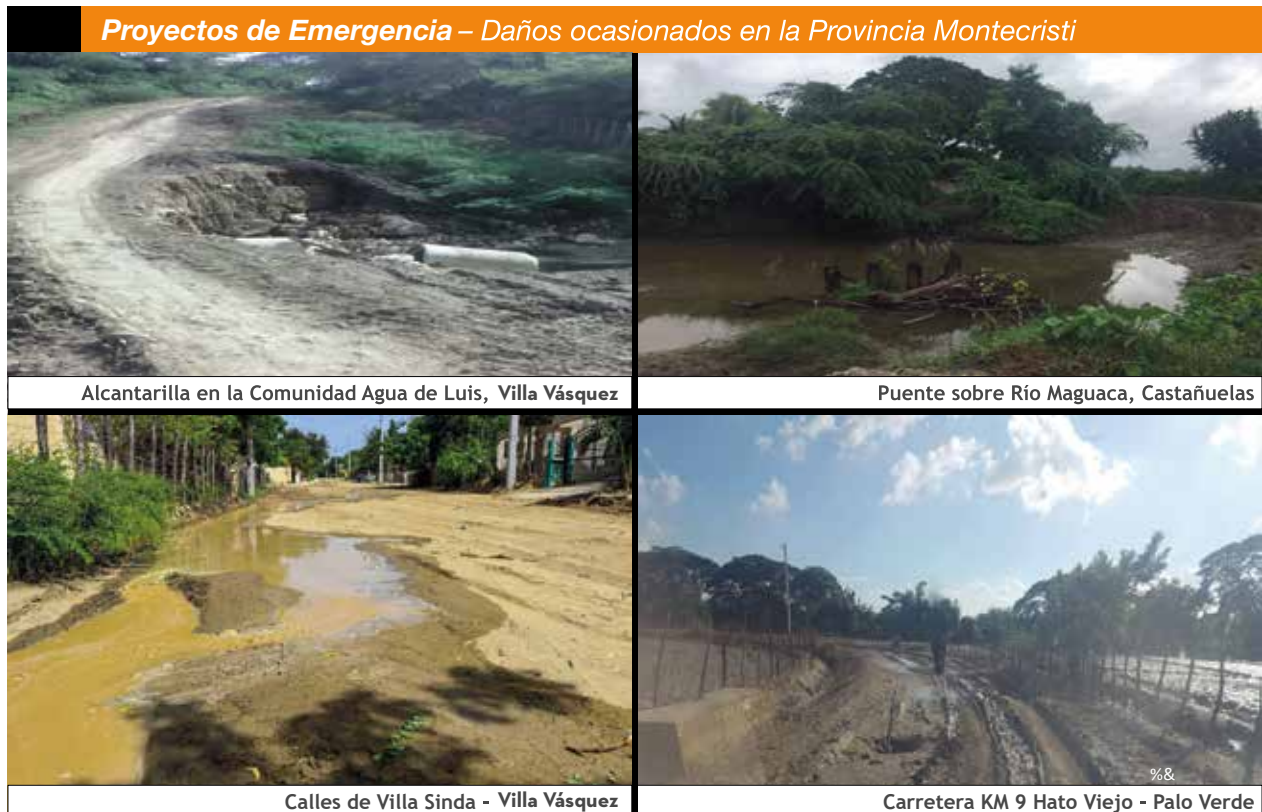 Proyectos de Emergencia – Daños ocasionados en la Provincia Montecristi
Alcantarilla en la Comunidad Agua de Luis, Villa Vásquez
Puente sobre Río Maguaca, Castañuelas
Calles de Villa Sinda - Villa Vásquez
%&
Carretera KM 9 Hato Viejo - Palo Verde